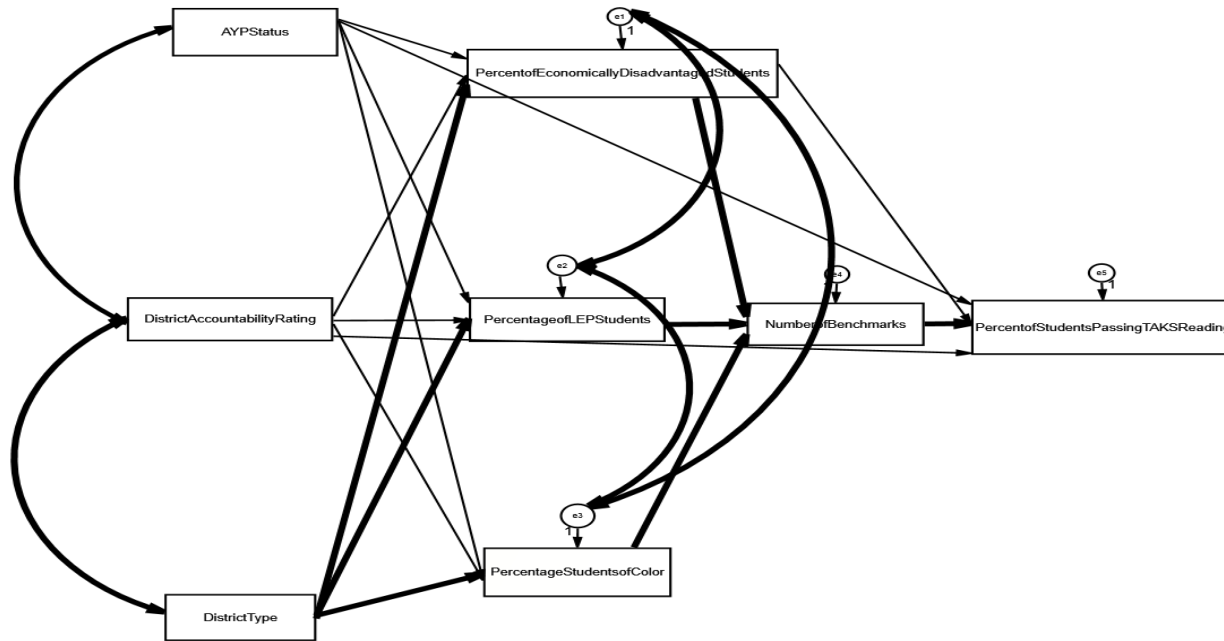 AYPStatus
e1
1
PercentofEconomicallyDisadvantagedStudents
e2
e4
e5
1
DistrictAccountabilityRating
PercentageofLEPStudents
NumberofBenchmarks
PercentofStudentsPassingTAKSReading
e3
1
PercentageStudentsofColor
DistrictType